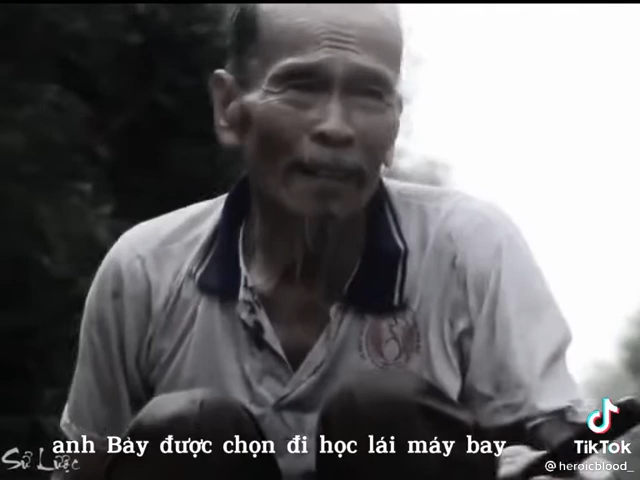 anh Bảy được chọn đi học lái máy bay
Sử Lược
TikTok
@heroicblood_